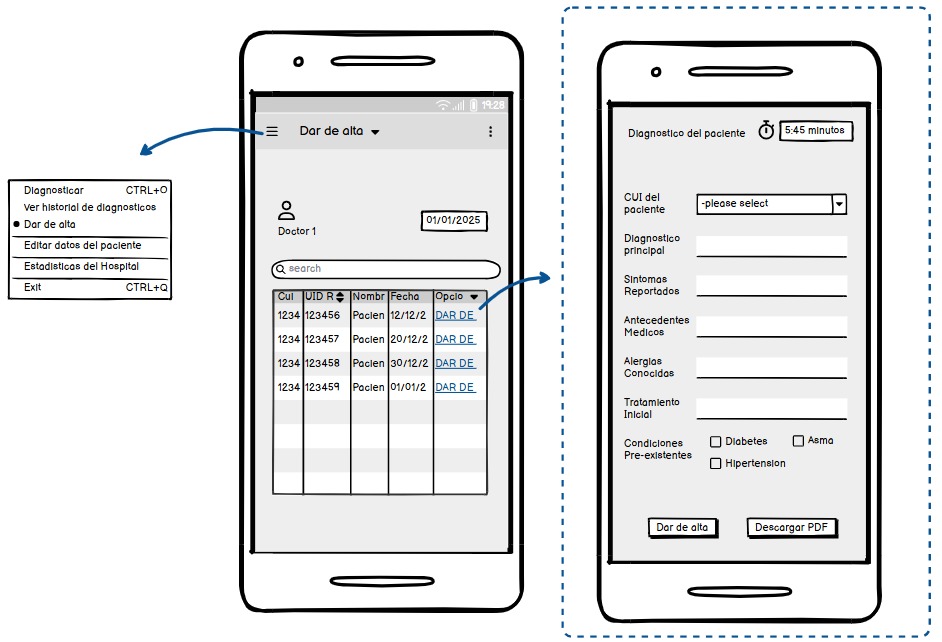 Diagnosticar CTRL+O
Ver historial de diagnosticos
Dar de alta
Editar datos del paciente
Estadisticas del Hospital
Exit CTRL+Q
19:28
Dar de alta
Doctor 1
01/01/2025
search
Cui UID R Nombr Fecha Opcio
1234 123456 Pacien 12/12/2 DAR DE
1234 123457 Pacien 20/12/2 DAR DE
1234 123458 Pacien 30/12/2 DAR DE
1234 123459 Pacien 01/01/2 DAR DE
Diagnostico del paciente 5:45 minutos
CUI del
paciente
-please select
Diagnostico
principal
Sintomas
Reportados
Antecedentes
Medicos
Alergias
Conocidas
Tratamiento
Inicial
Condiciones
Pre-existentes
Diabetes Asma
Hipertension
Dar de alta Descargar PDF